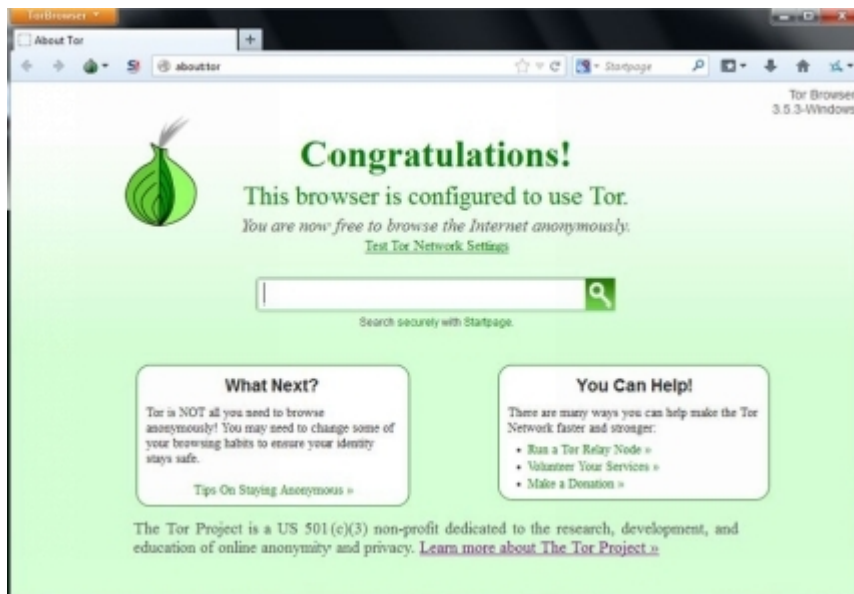 TorBrowser
About Tor
about:tor
Startpage
Tor Browser
3.5.3-Windows
Congratulations!
This browser is configured to use Tor.
You are now free to browse the Internet anonymously.
Test Tor Network Settings
Search securely with Startpage.
What Next?
Tor is NOT all you need to browse
anonymously! You may need to change some of
your browsing habits to ensure your identity
stays safe.
Tips On Staying Anonymous »
You Can Help!
There are many ways you can help make the Tor
Network faster and stronger:
• Run a Tor Relay Node »
• Volunteer Your Services »
• Make a Donation »
The Tor Project is a US 501(c)(3) non-profit dedicated to the research, development, and
education of online anonymity and privacy. Learn more about The Tor Project »